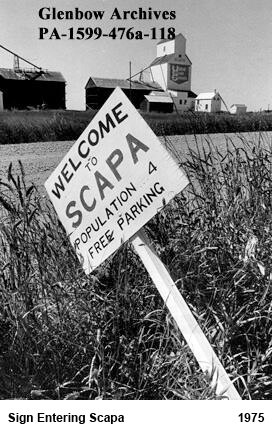 Glenbow Archives
PA-1599-476a-118
WELCOME
TO
SCAPA
POPULATION 4
FREE PARKING
Sign Entering Scapa 1975